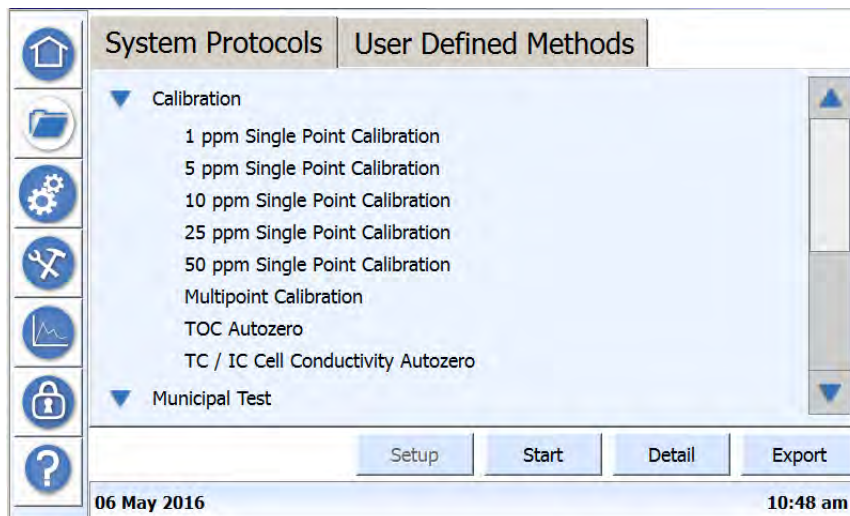 System Protocols User Defined Methods
Calibration
1 ppm Single Point Calibration
5 ppm Single Point Calibration
10 ppm Single Point Calibration
25 ppm Single Point Calibration
50 ppm Single Point Calibration
Multipoint Calibration
TOC Autozero
TC / IC Cell Conductivity Autozero
Municipal Test
Setup Start Detail Export
?
06 May 2016 10:48 am